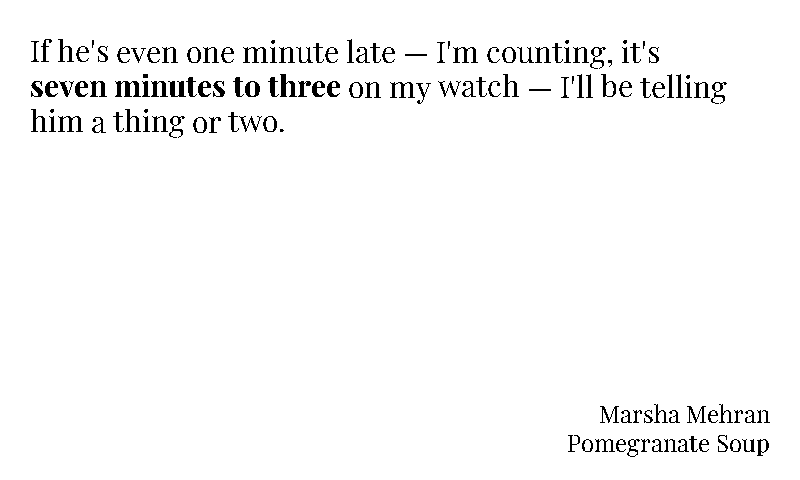 If he's even one minute late — I'm counting, it's
seven minutes to three on my watch — I'll be telling
him a thing or two.
Marsha Mehran
Pomegranate Soup